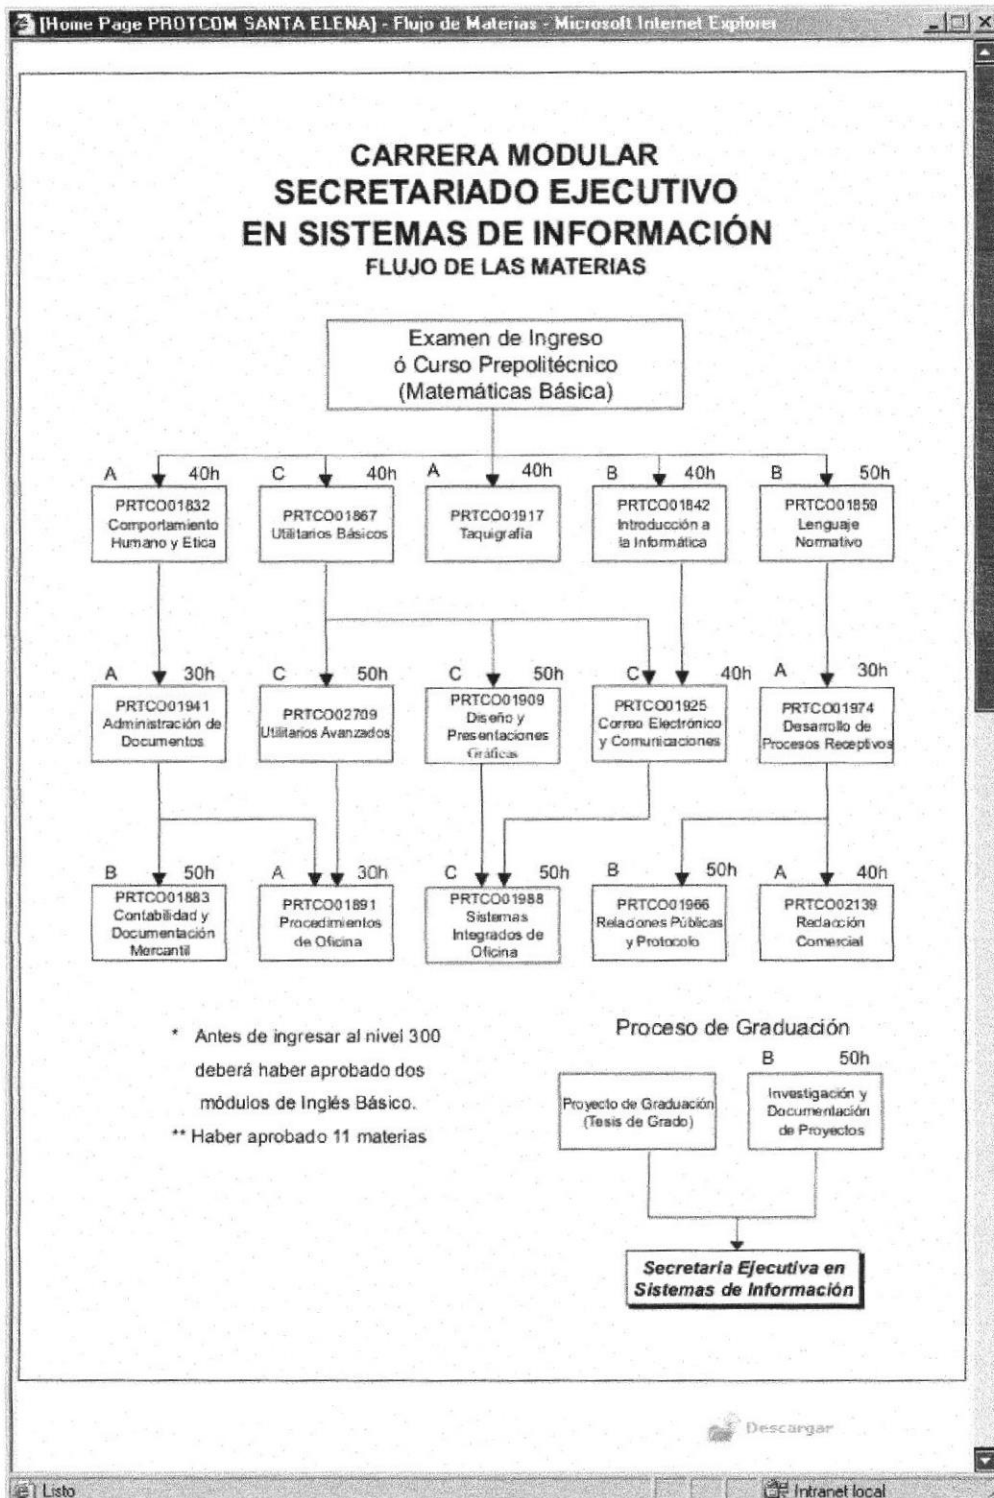 [Home Page PROTCOM SANTA ELENA] - Flujo de Materias - Microsoft Internet Explorer
CARRERA MODULAR
SECRETARIADO EJECUTIVO
EN SISTEMAS DE INFORMACIÓN
FLUJO DE LAS MATERIAS
Examen de Ingreso
ó Curso Prepolitécnico
(Matemáticas Básica)
A 40h
PRTCO01832
Comportamiento
Humano y Etica
C 40h
PRTCO01867
Utilitarios Básicos
A 40h
PRTCO01917
Taquigrafía
B 40h
PRTCO01842
Introducción a
la Informática
B 50h
PRTCO01859
Lenguaje
Normativo
A 30h
PRTCO01941
Administración de
Documentos
C 50h
PRTCO02709
Utilitarios Avanzados
C 50h
PRTCO01909
Diseño y
Presentaciones
Gráficas
C 40h
PRTCO01925
Correo Electrónico
y Comunicaciones
A 30h
PRTCO01974
Desarrollo de
Procesos Receptivos
B 50h
PRTCO01883
Contabilidad y
Documentación
Mercantil
A 30h
PRTCO01891
Procedimientos
de Oficina
C 50h
PRTCO01988
Sistemas
Integrados de
Oficina
B 50h
PRTCO01966
Relaciones Públicas
y Protocolo
A 40h
PRTCO02139
Redacción
Comercial
* Antes de ingresar al nivel 300
deberá haber aprobado dos
módulos de Inglés Básico.
** Haber aprobado 11 materias
Proceso de Graduación
Proyecto de Graduación
(Tesis de Grado)
B 50h
Investigación y
Documentación
de Proyectos
Secretaria Ejecutiva en
Sistemas de Información
Descargar
Listo
Intranet local